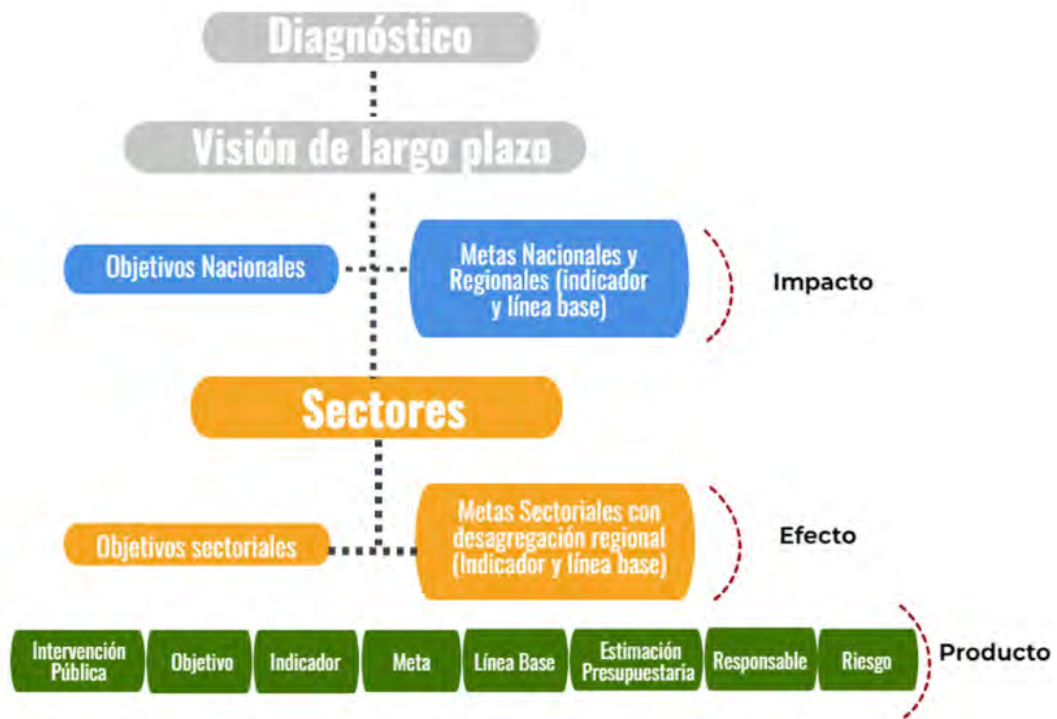 Diagnóstico
Visión de largo plazo
Objetivos Nacionales
Metas Nacionales y
Regionales (indicador
y línea base)
Impacto
Sectores
Objetivos sectoriales
Metas Sectoriales con
desagregación regional
(Indicador y línea base)
Efecto
Intervención
Pública
Objetivo
Indicador
Meta
Línea Base
Estimación
Presupuestaria
Responsable
Riesgo
Producto